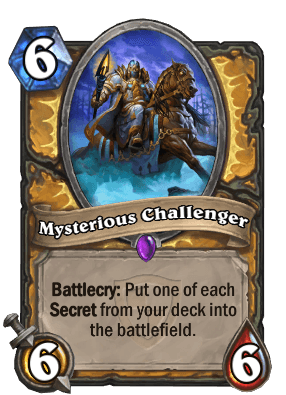 6
Mysterious Challenger
Battlecry: Put one of each
Secret from your deck into
the battlefield.
6
6